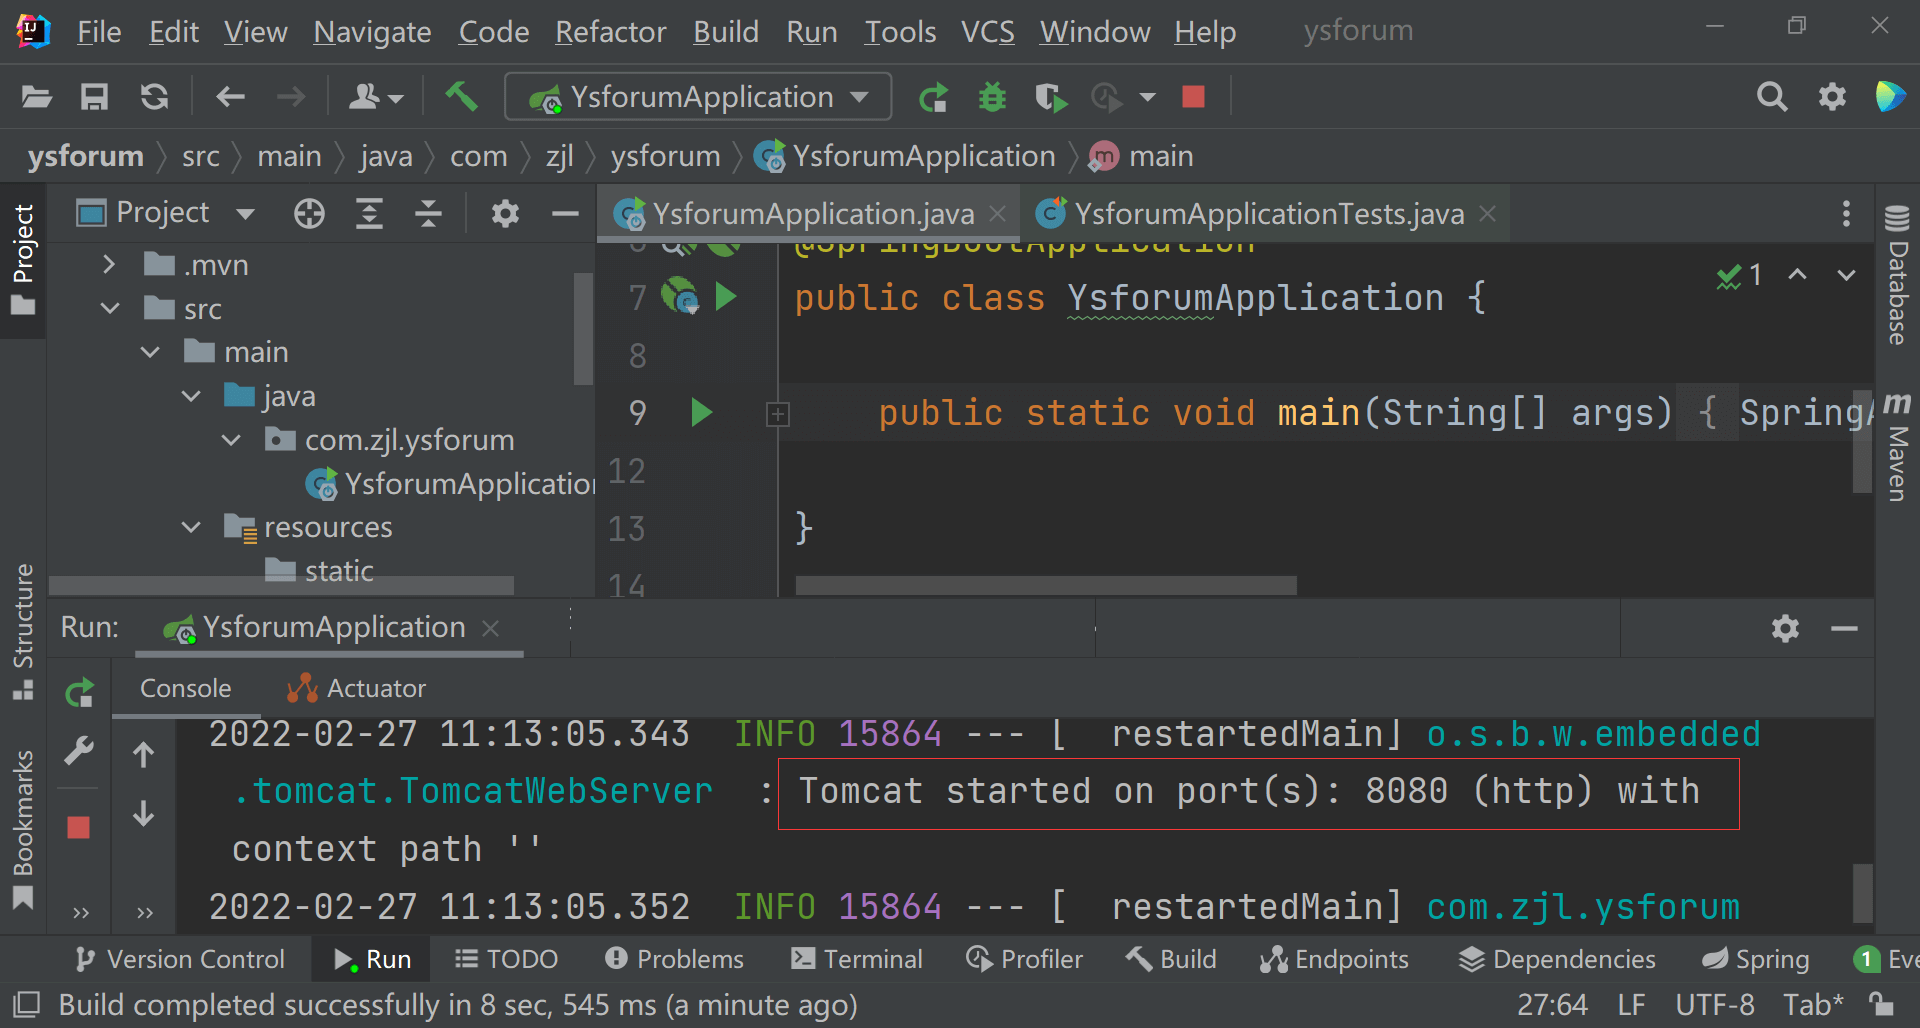 File Edit View Navigate Code Refactor Build Run Tools VCS Window Help ysforum
YsforumApplication
ysforum src main java com zjl ysforum YsforumApplication main
Project
Project
YsforumApplication.java
YsforumApplicationTests.java
Database
Maven
Structure
Bookmarks
.mvn
src
main
java
com.zjl.ysforum
YsforumApplication
resources
static
6 @SpringBootApplication
7 public class YsforumApplication {
1
8
9 public static void main(String[] args) { SpringA
12
13 }
14
Run: YsforumApplication
Console Actuator
2022-02-27 11:13:05.343 INFO 15864 --- [ restartedMain] o.s.b.w.embedded
.tomcat.TomcatWebServer : Tomcat started on port(s): 8080 (http) with
context path ''
2022-02-27 11:13:05.352 INFO 15864 --- [ restartedMain] com.zjl.ysforum
Version Control Run TODO Problems Terminal Profiler Build Endpoints Dependencies Spring 1 Eve
Build completed successfully in 8 sec, 545 ms (a minute ago) 27:64 LF UTF-8 Tab*